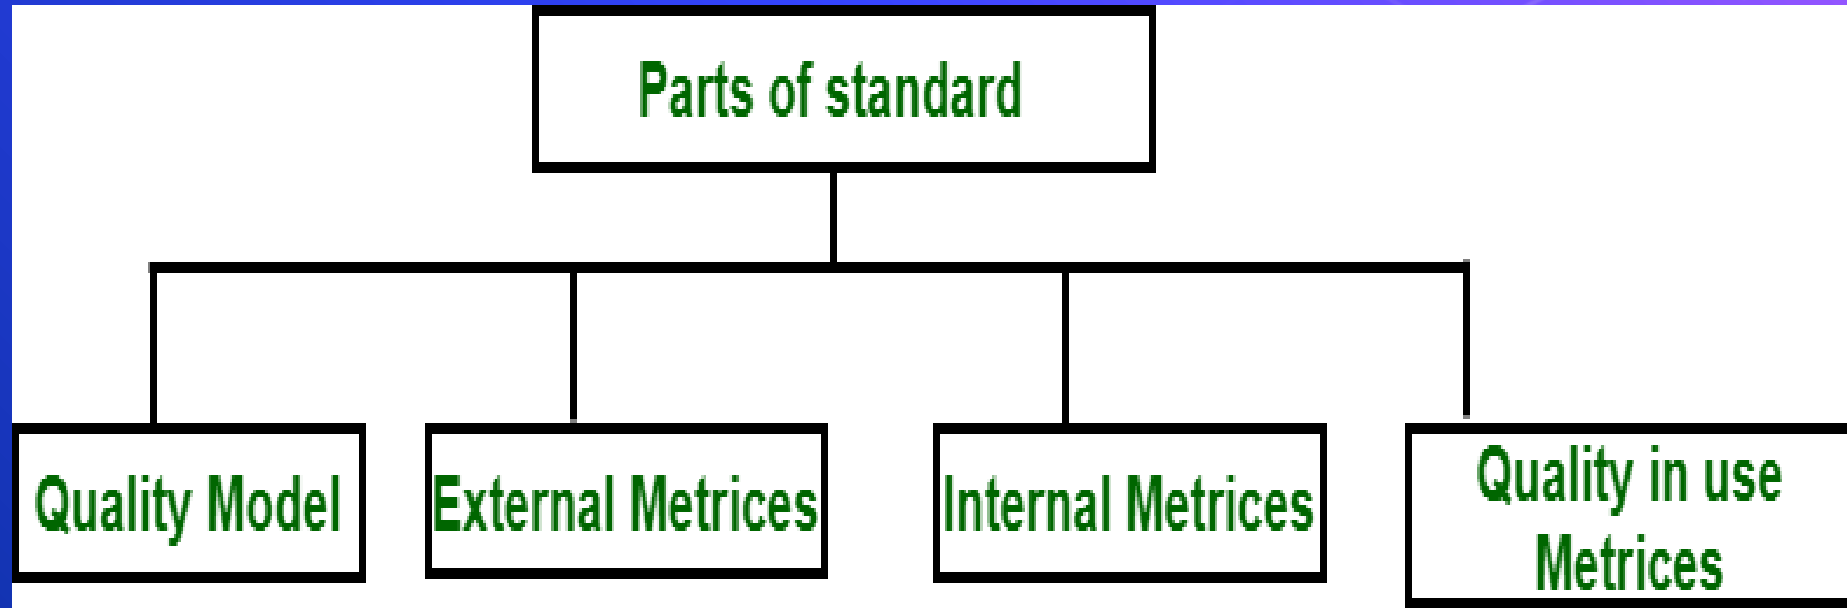 Parts of standard
Quality Model
External Metrices
Internal Metrices
Quality in use
Metrices